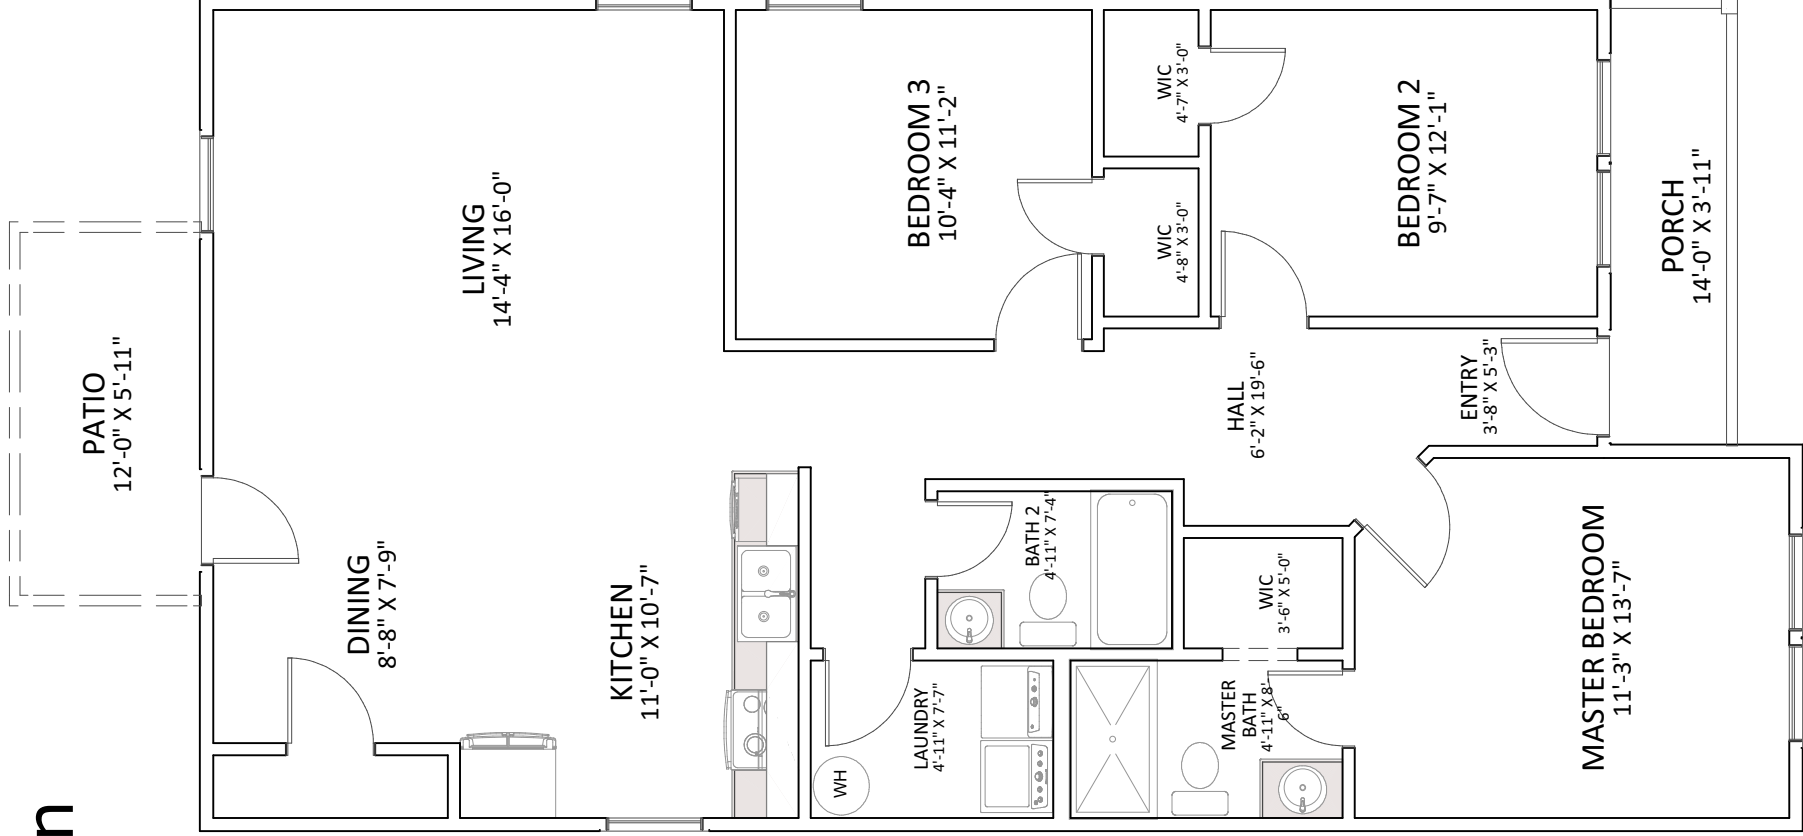 n
PATIO
12'-0" X 5'-11"
LIVING
14'-4" X 16'-0"
DINING
8'-8" X 7'-9"
KITCHEN
11'-0" X 10'-7"
BEDROOM 3
10'-4" X 11'-2"
WIC
4'-7" X 3'-0"
WIC
4'-8" X 3'-0"
BEDROOM 2
9'-7" X 12'-1"
PORCH
14'-0" X 3'-11"
HALL
6'-2" X 19'-6"
ENTRY
3'-8" X 5'-3"
BATH 2
4'-11" X 7'-4"
WIC
3'-6" X 5'-0"
LAUNDRY
4'-11" X 7'-7"
WH
MASTER
BATH
4'-11" X 8'-
6"
MASTER BEDROOM
11'-3" X 13'-7"